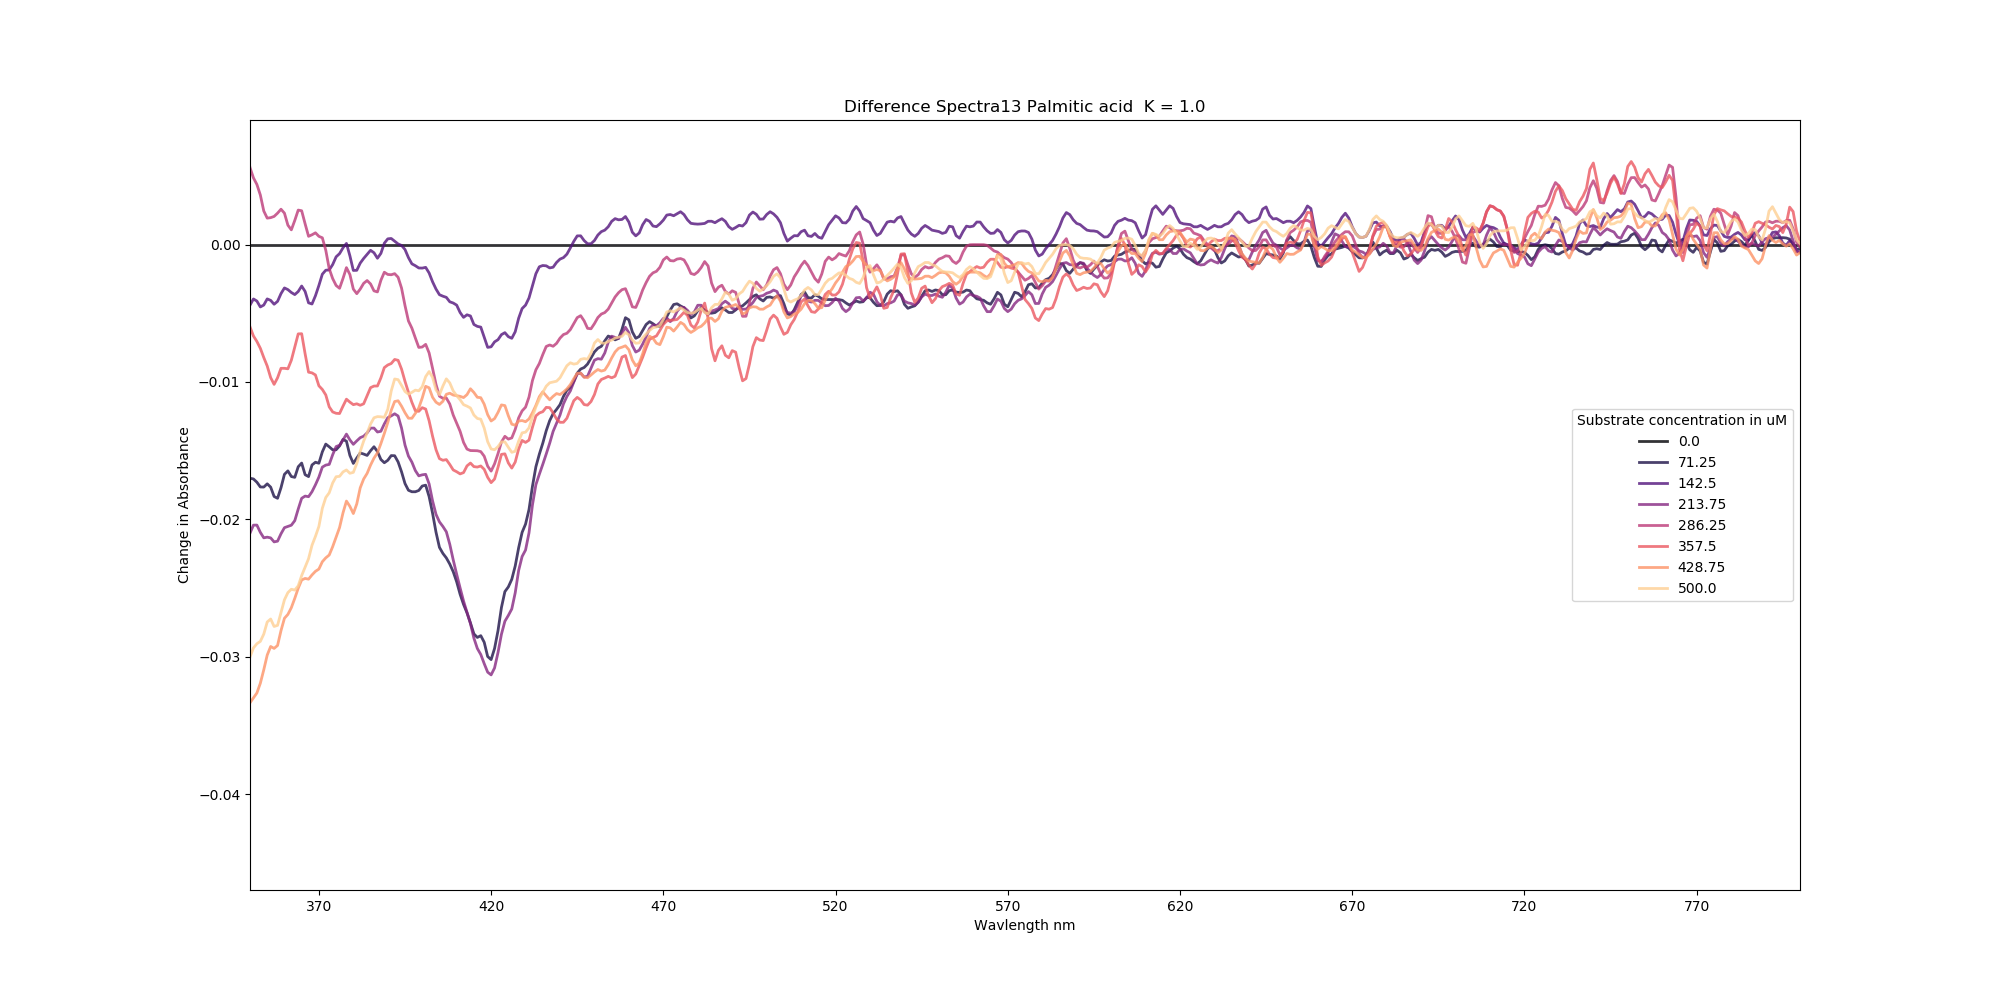 Difference Spectra13 Palmitic acid  K = 1.0
Change in Absorbance
0.00
−0.01
−0.02
−0.03
−0.04
Substrate concentration in uM
0.0
71.25
142.5
213.75
286.25
357.5
428.75
500.0
370 420 470 520 570 620 670 720 770
Wavlength nm